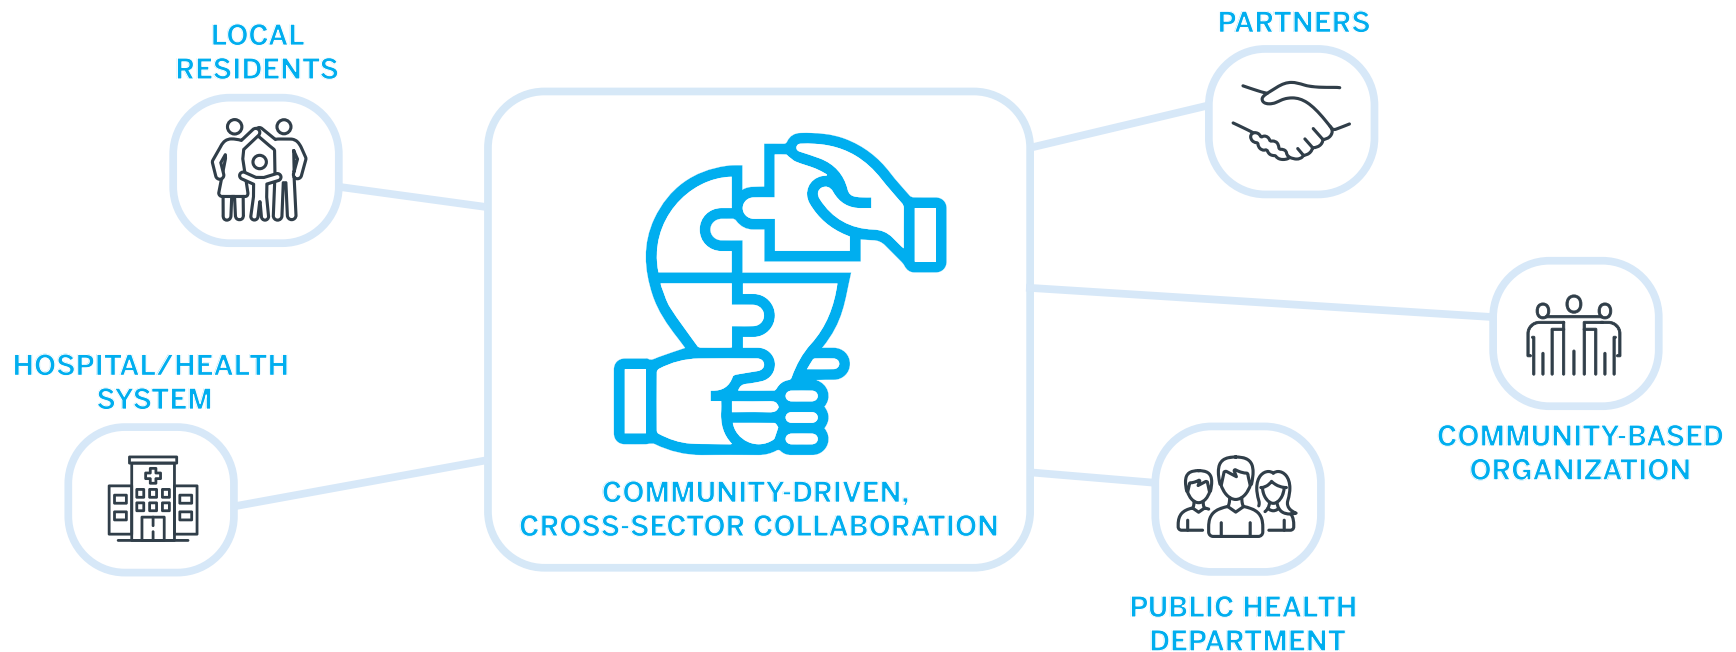 LOCAL
RESIDENTS
HOSPITAL/HEALTH
SYSTEM
COMMUNITY-DRIVEN,
CROSS-SECTOR COLLABORATION
PARTNERS
COMMUNITY-BASED
ORGANIZATION
PUBLIC HEALTH
DEPARTMENT